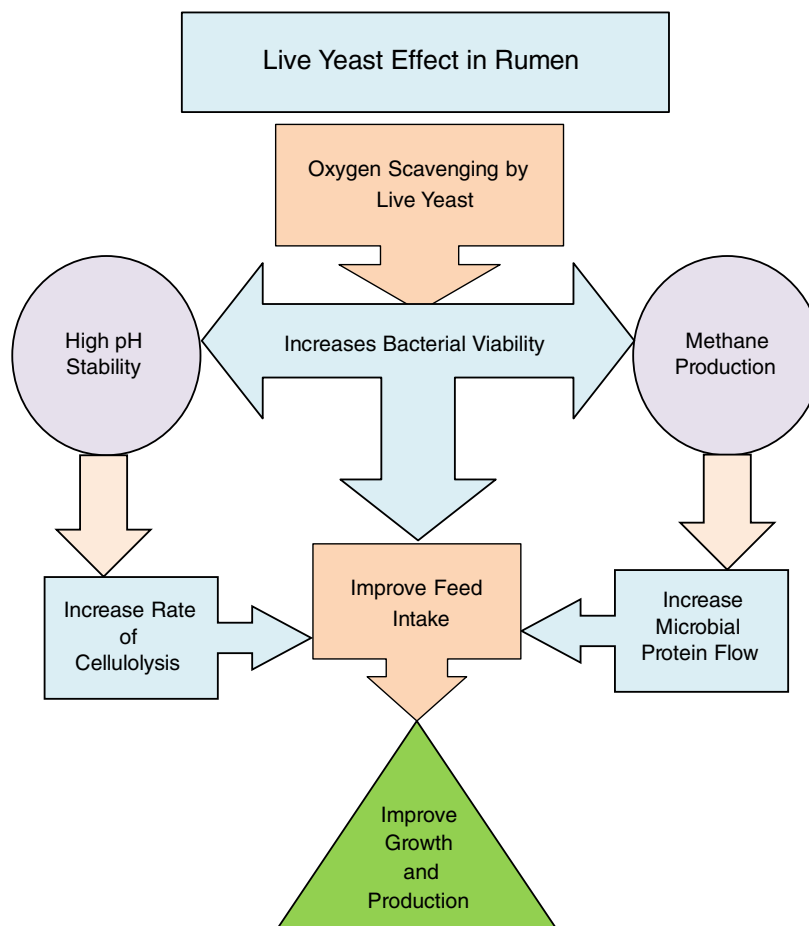 Live Yeast Effect in Rumen
Oxygen Scavenging by
Live Yeast
High pH
Stability
Increases Bacterial Viability
Methane
Production
Increase Rate
of
Cellulolysis
Improve Feed
Intake
Increase
Microbial
Protein Flow
Improve
Growth
and
Production